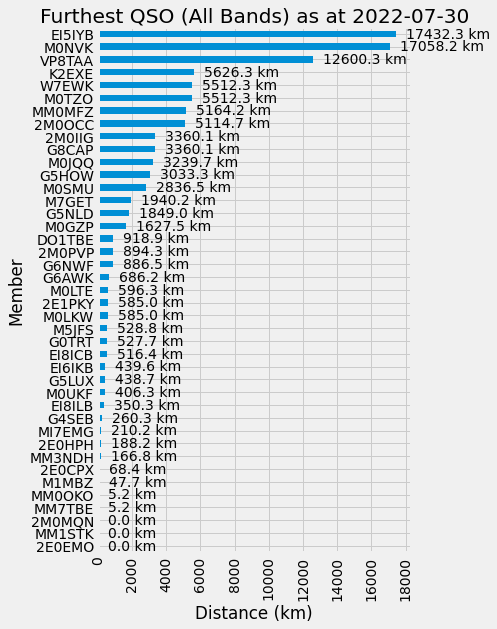 Furthest QSO (All Bands) as at 2022-07-30
EI5IYB 17432.3 km
M0NVK 17058.2 km
VP8TAA 12600.3 km
K2EXE 5626.3 km
W7EWK 5512.3 km
M0TZO 5512.3 km
MM0MFZ 5164.2 km
2M0OCC 5114.7 km
2M0IIG 3360.1 km
G8CAP 3360.1 km
M0JQQ 3239.7 km
G5HOW 3033.3 km
M0SMU 2836.5 km
M7GET 1940.2 km
G5NLD 1849.0 km
M0GZP 1627.5 km
DO1TBE 918.9 km
2M0PVP 894.3 km
G6NWF 886.5 km
G6AWK 686.2 km
M0LTE 596.3 km
2E1PKY 585.0 km
M0LKW 585.0 km
M5JFS 528.8 km
G0TRT 527.7 km
EI8ICB 516.4 km
EI6IKB 439.6 km
G5LUX 438.7 km
M0UKF 406.3 km
EI8ILB 350.3 km
G4SEB 260.3 km
MI7EMG 210.2 km
2E0HPH 188.2 km
MM3NDH 166.8 km
2E0CPX 68.4 km
M1MBZ 47.7 km
MM0OKO 5.2 km
MM7TBE 5.2 km
2M0MQN 0.0 km
MM1STK 0.0 km
2E0EMO 0.0 km
Member
0 2000 4000 6000 8000 10000 12000 14000 16000 18000
Distance (km)